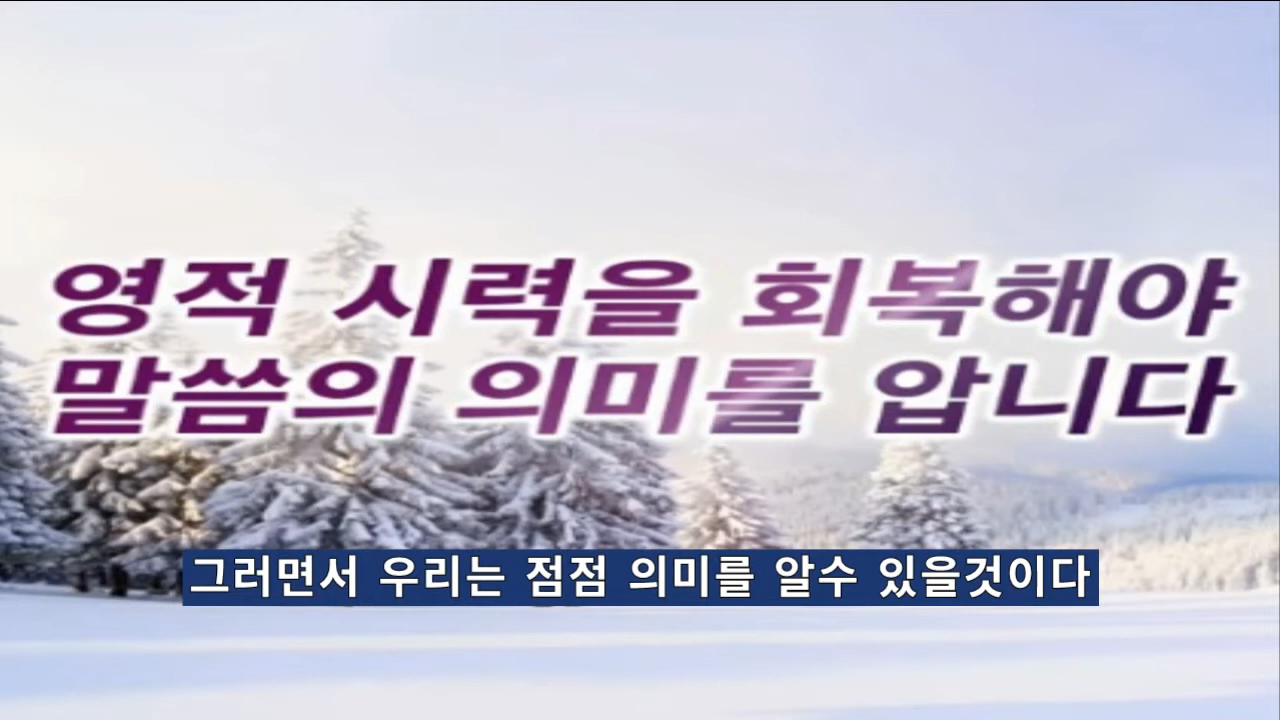 영적 시력을 회복해야
말씀의 의미를 압니다
그러면서 우리는 점점 의미를 알수 있을것이다